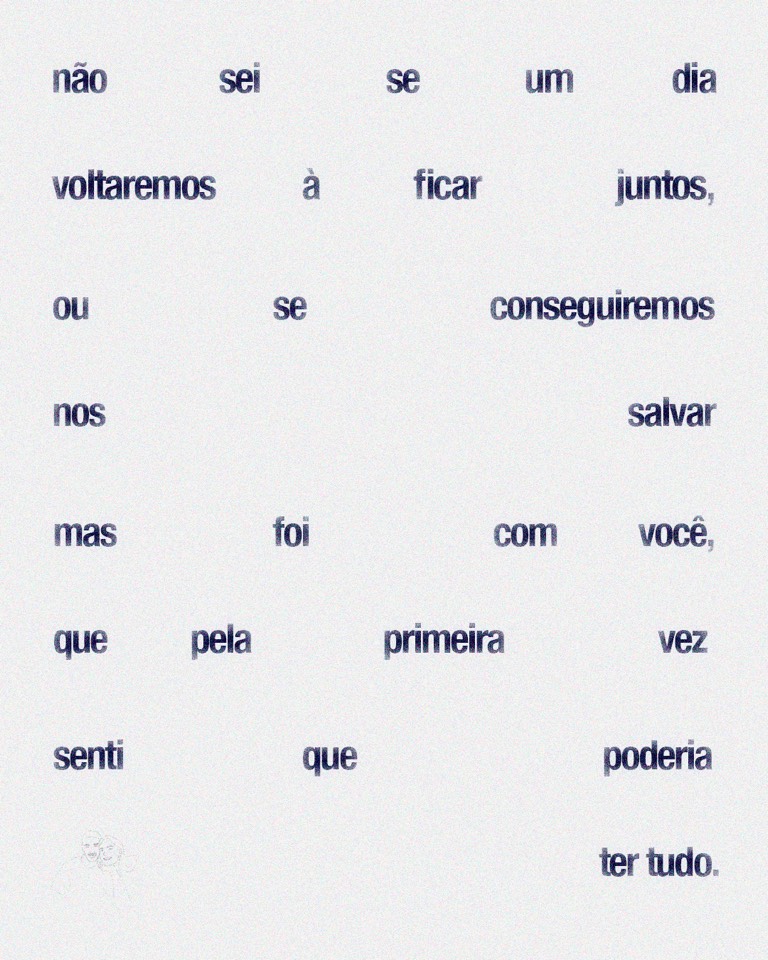 não sei se um dia
voltaremos à ficar juntos,
ou se conseguiremos
nos salvar
mas foi com você,
que pela primeira vez
senti que poderia
ter tudo.